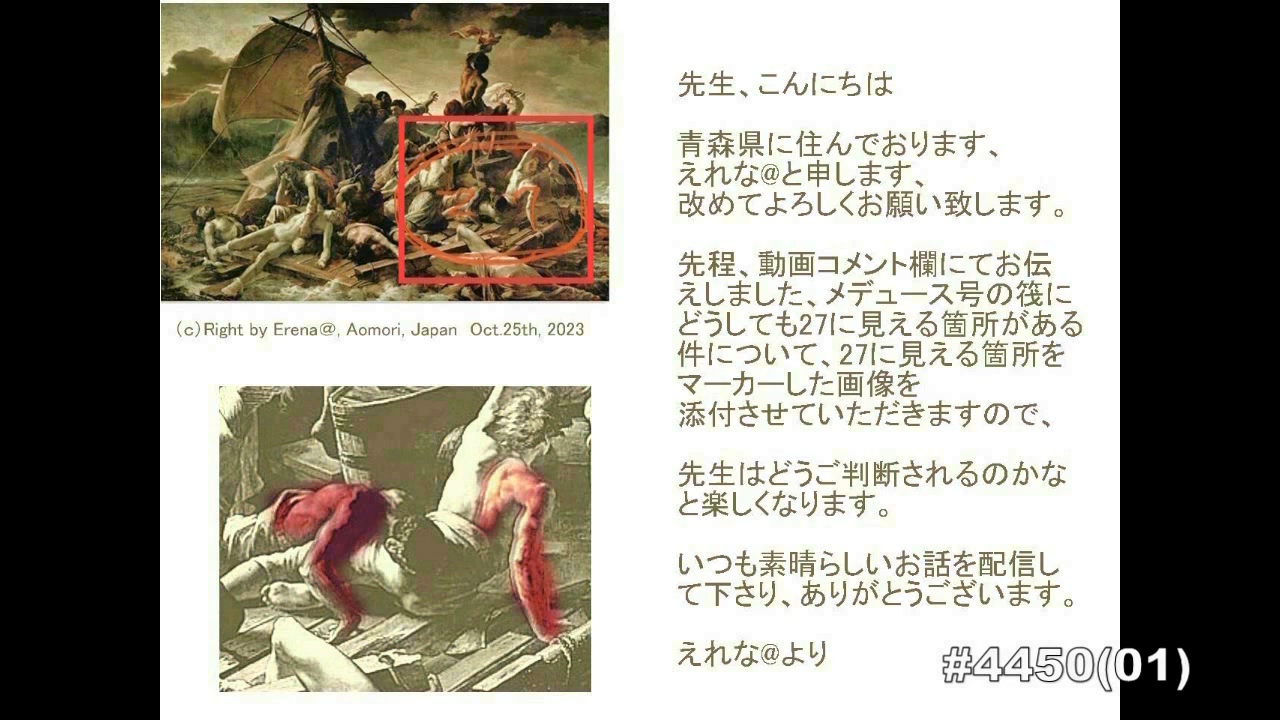 (c)Right by Erena@, Aomori, Japan Oct.25th, 2023
先生、こんにちは
青森県に住んでおります、
えれな@と申します、
改めてよろしくお願い致します。
先程、動画コメント欄にてお伝
えしました、メデュース号の筏に
どうしても27に見える箇所がある
件について、27に見える箇所を
マーカーした画像を
添付させていただきますので、
先生はどうご判断されるのかな
と楽しくなります。
いつも素晴らしいお話を配信し
て下さり、ありがとうございます。
えれな@より
#4450(01)